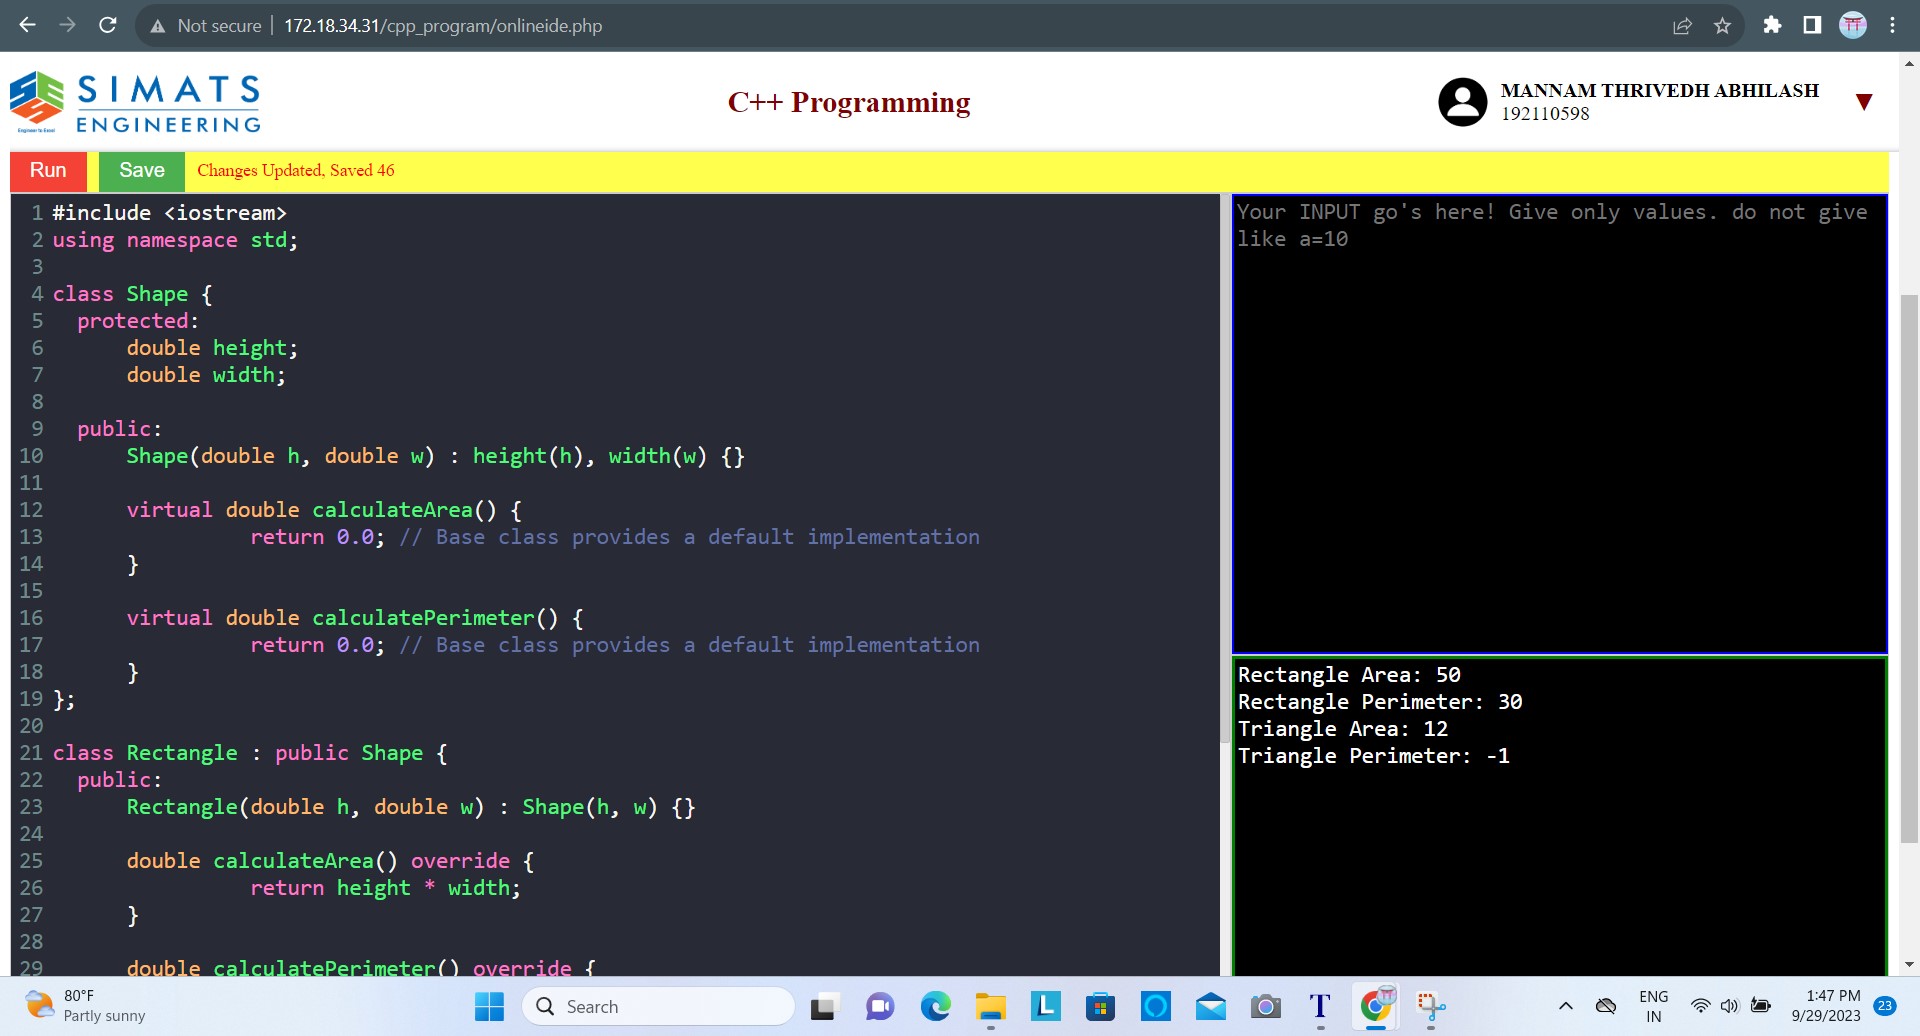 Not secure | 172.18.34.31/cpp_program/onlineide.php
SIMATS
ENGINEERING
Engineer to Excel
C++ Programming
MANNAM THRIVEDH ABHILASH
192110598
Run
Save
Changes Updated, Saved 46
1 #include <iostream>
2 using namespace std;
3
4 class Shape {
5   protected:
6       double height;
7       double width;
8
9   public:
10       Shape(double h, double w) : height(h), width(w) {}
11
12       virtual double calculateArea() {
13                 return 0.0; // Base class provides a default implementation
14       }
15
16       virtual double calculatePerimeter() {
17                 return 0.0; // Base class provides a default implementation
18       }
19 };
20
21 class Rectangle : public Shape {
22   public:
23       Rectangle(double h, double w) : Shape(h, w) {}
24
25       double calculateArea() override {
26                 return height * width;
27       }
28
29       double calculatePerimeter() override {
Your INPUT go's here! Give only values. do not give
like a=10
Rectangle Area: 50
Rectangle Perimeter: 30
Triangle Area: 12
Triangle Perimeter: -1
80°F
Partly sunny
Search
L
T
ENG
IN
1:47 PM
9/29/2023
23